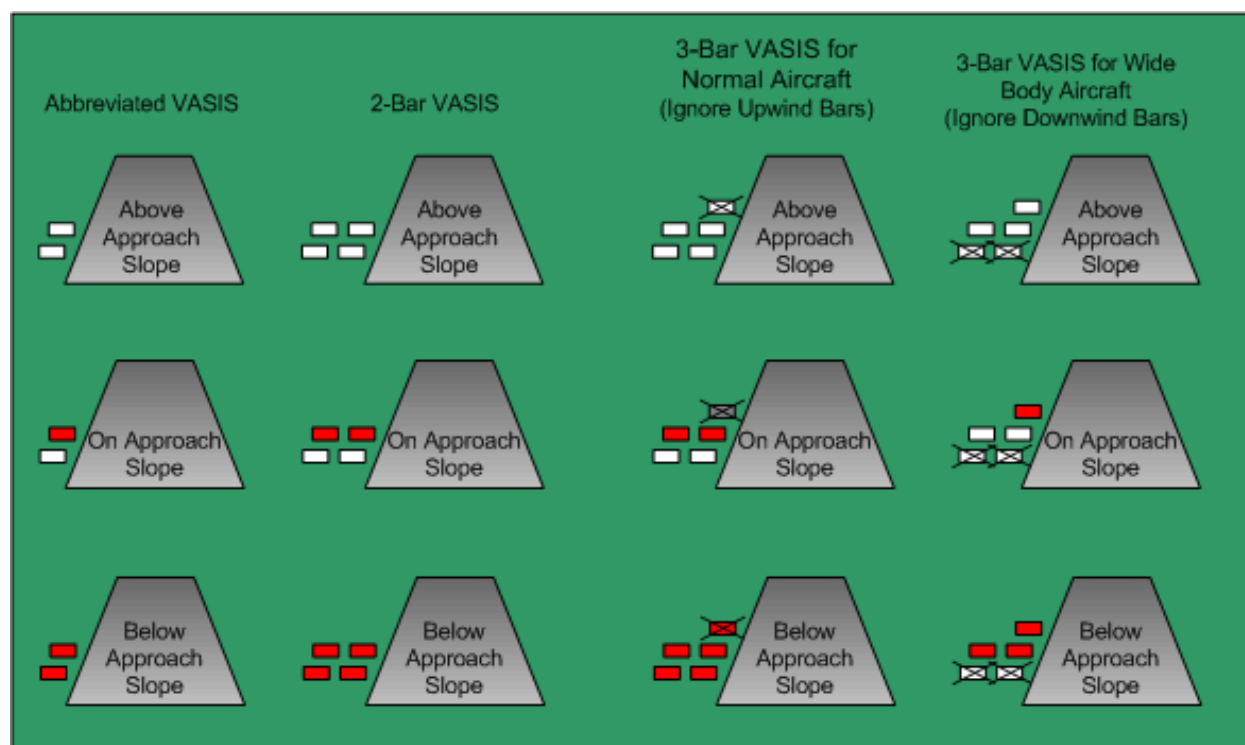 Abbreviated VASIS
2-Bar VASIS
3-Bar VASIS for
Normal Aircraft
(Ignore Upwind Bars)
3-Bar VASIS for Wide
Body Aircraft
(Ignore Downwind Bars)
Above
Approach
Slope
Above
Approach
Slope
Above
Approach
Slope
Above
Approach
Slope
On Approach
Slope
On Approach
Slope
On Approach
Slope
On Approach
Slope
Below
Approach
Slope
Below
Approach
Slope
Below
Approach
Slope
Below
Approach
Slope